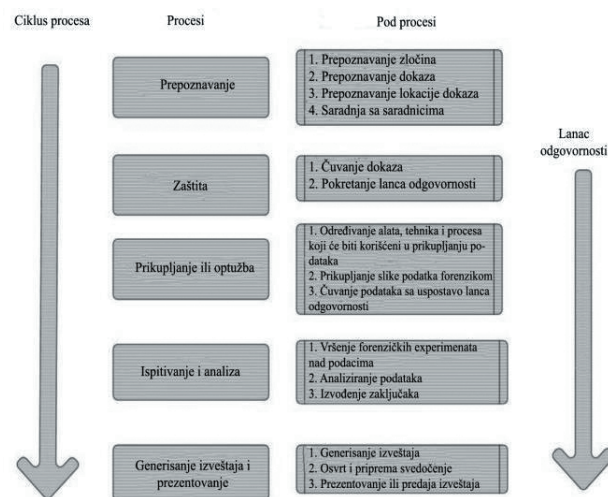 Ciklus procesa
Procesi
Pod procesi
Prepoznavanje
1. Prepoznavanje zločina
2. Prepoznavanje dokaza
3. Prepoznavanje lokacije dokaza
4. Saradnja sa saradnicima
Lanac
odgovornosti
Zaštita
1. Čuvanje dokaza
2. Pokretanje lanca odgovornosti
Prikupljanje ili optužba
1. Određivanje alata, tehnika i procesa
koji će biti korišćeni u prikupljanju po-
dataka
2. Prikupljanje slike podatka forenzikom
3. Čuvanje podataka sa uspostavo lanca
odgovornosti
Ispitivanje i analiza
1. Vršenje forenzičkih experimenata
nad podacima
2. Analiziranje podataka
3. Izvođenje zaključaka
Generisanje izveštaja i
prezentovanje
1. Generisanje izveštaja
2. Osvrt i priprema svedočenje
3. Prezentovanje ili predaja izveštaja